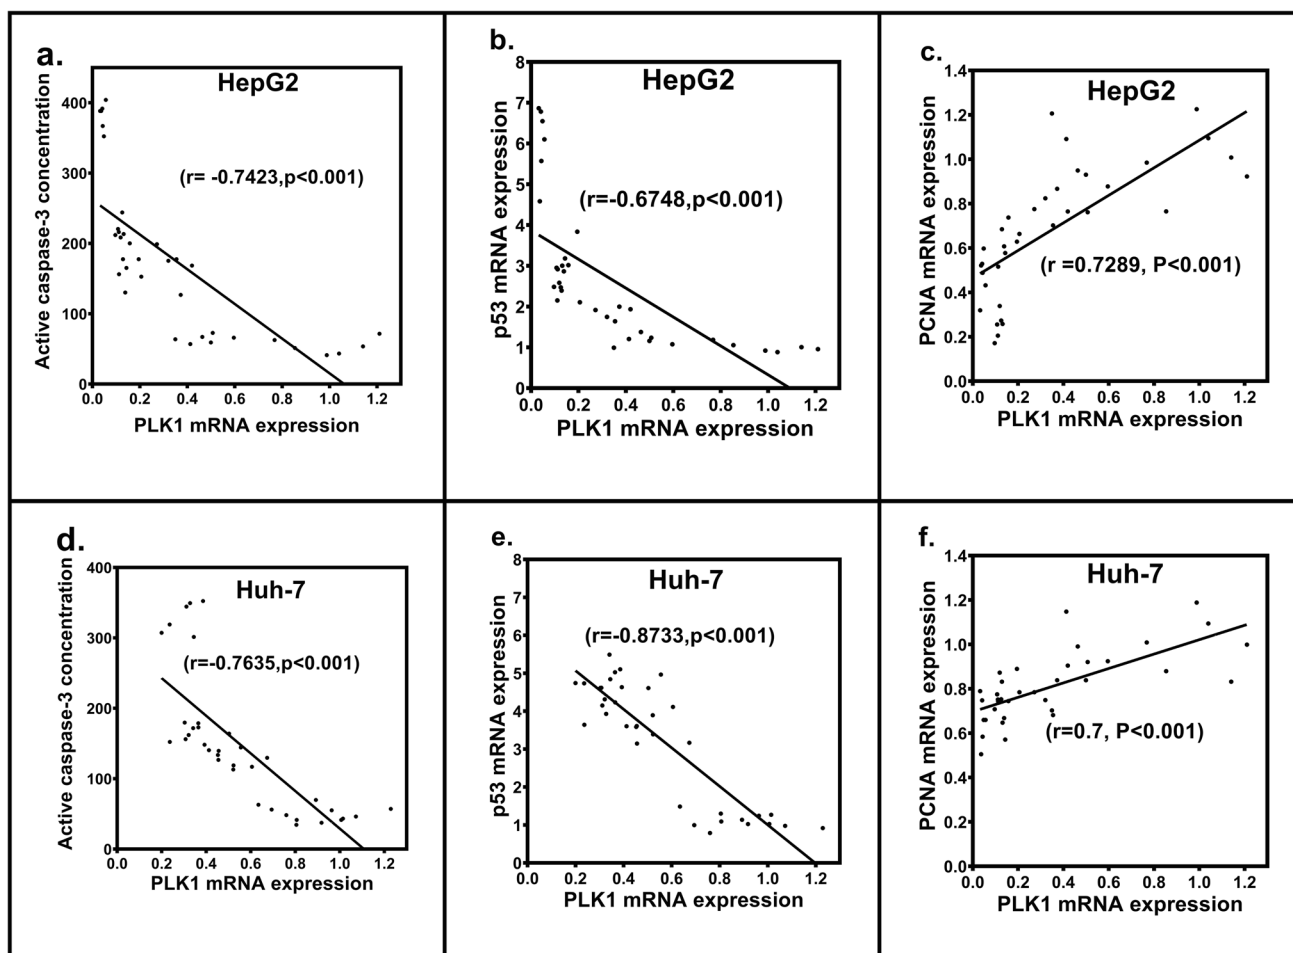 a.
HepG2
(r= -0.7423,p<0.001)
Active caspase-3 concentration
400
300
200
100
0
0.0 0.2 0.4 0.6 0.8 1.0 1.2
PLK1 mRNA expression
b.
HepG2
(r=-0.6748,p<0.001)
p53 mRNA expression
8
7
6
5
4
3
2
1
0
0.0 0.2 0.4 0.6 0.8 1.0 1.2
PLK1 mRNA expression
c.
HepG2
(r =0.7289, P<0.001)
PCNA mRNA expression
1.4
1.2
1.0
0.8
0.6
0.4
0.2
0.0
0.0 0.2 0.4 0.6 0.8 1.0 1.2
PLK1 mRNA expression
d.
Huh-7
(r=-0.7635,p<0.001)
Active caspase-3 concentration
400
300
200
100
0
0.0 0.2 0.4 0.6 0.8 1.0 1.2
PLK1 mRNA expression
e.
Huh-7
(r=-0.8733,p<0.001)
p53 mRNA expression
8
7
6
5
4
3
2
1
0
0.0 0.2 0.4 0.6 0.8 1.0 1.2
PLK1 mRNA expression
f.
Huh-7
(r=0.7, P<0.001)
PCNA mRNA expression
1.4
1.2
1.0
0.8
0.6
0.4
0.2
0.0
0.0 0.2 0.4 0.6 0.8 1.0 1.2
PLK1 mRNA expression